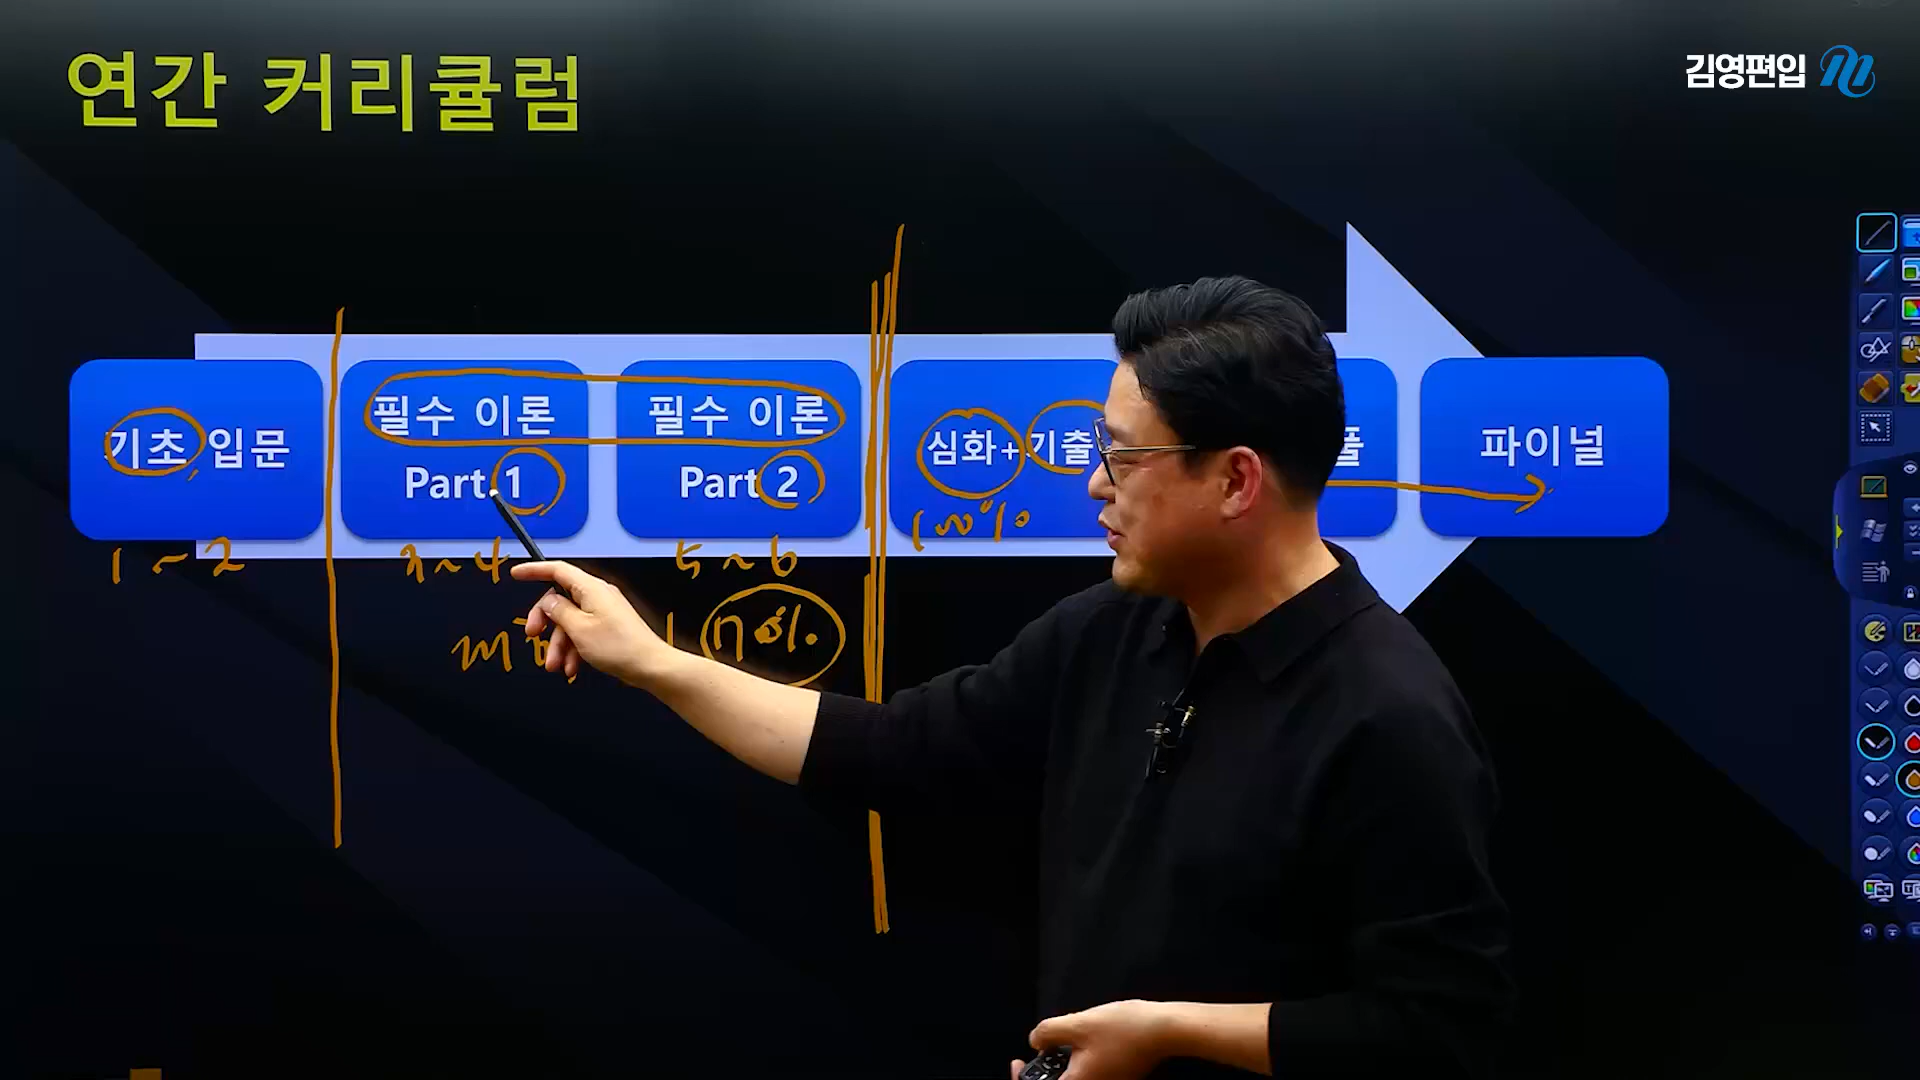 연간 커리큘럼
김영편입
기초 입문
필수 이론
Part 1
필수 이론
Part 2
심화+기출
풀
파이널
1 ~ 2
3 ~ 4
5 ~ 6
100%
70%